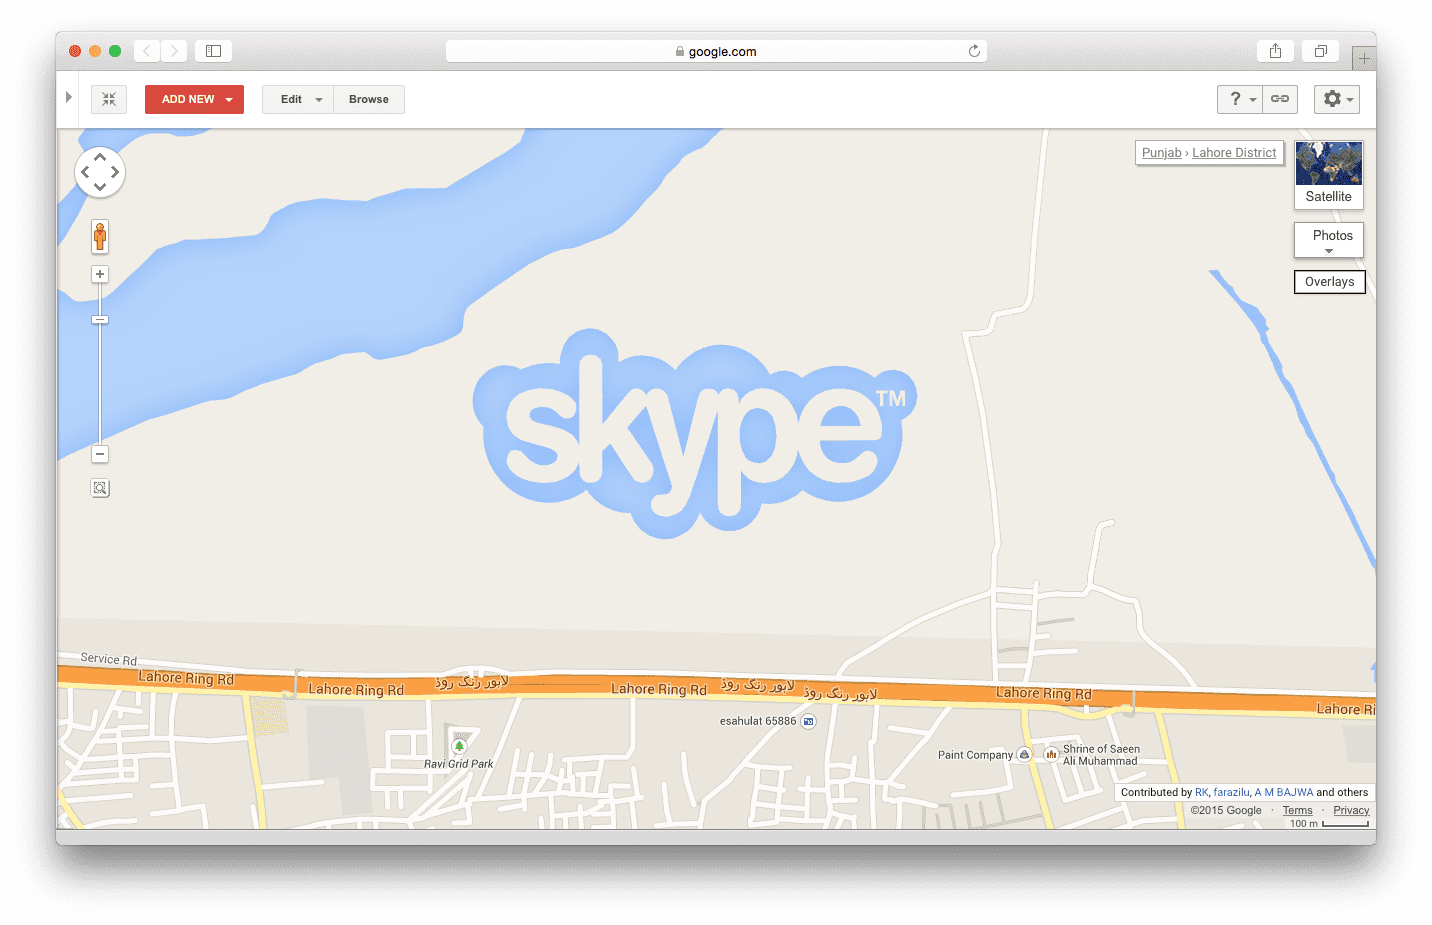 google.com
ADD NEW
Edit
Browse
?
Punjab › Lahore District
Satellite
Photos
Overlays
skype™
Service Rd
Lahore Ring Rd
Lahore Ring Rd
لاہور رنگ روڈ
Lahore Ring Rd
لاہور رنگ روڈ
لاہور رنگ روڈ
Lahore Ring Rd
Lahore Ri
esahulat 65886
Ravi Grid Park
Paint Company
Shrine of Saeen
Ali Muhammad
Contributed by RK, farazilu, A M BAJWA and others
©2015 Google · Terms · Privacy
100 m